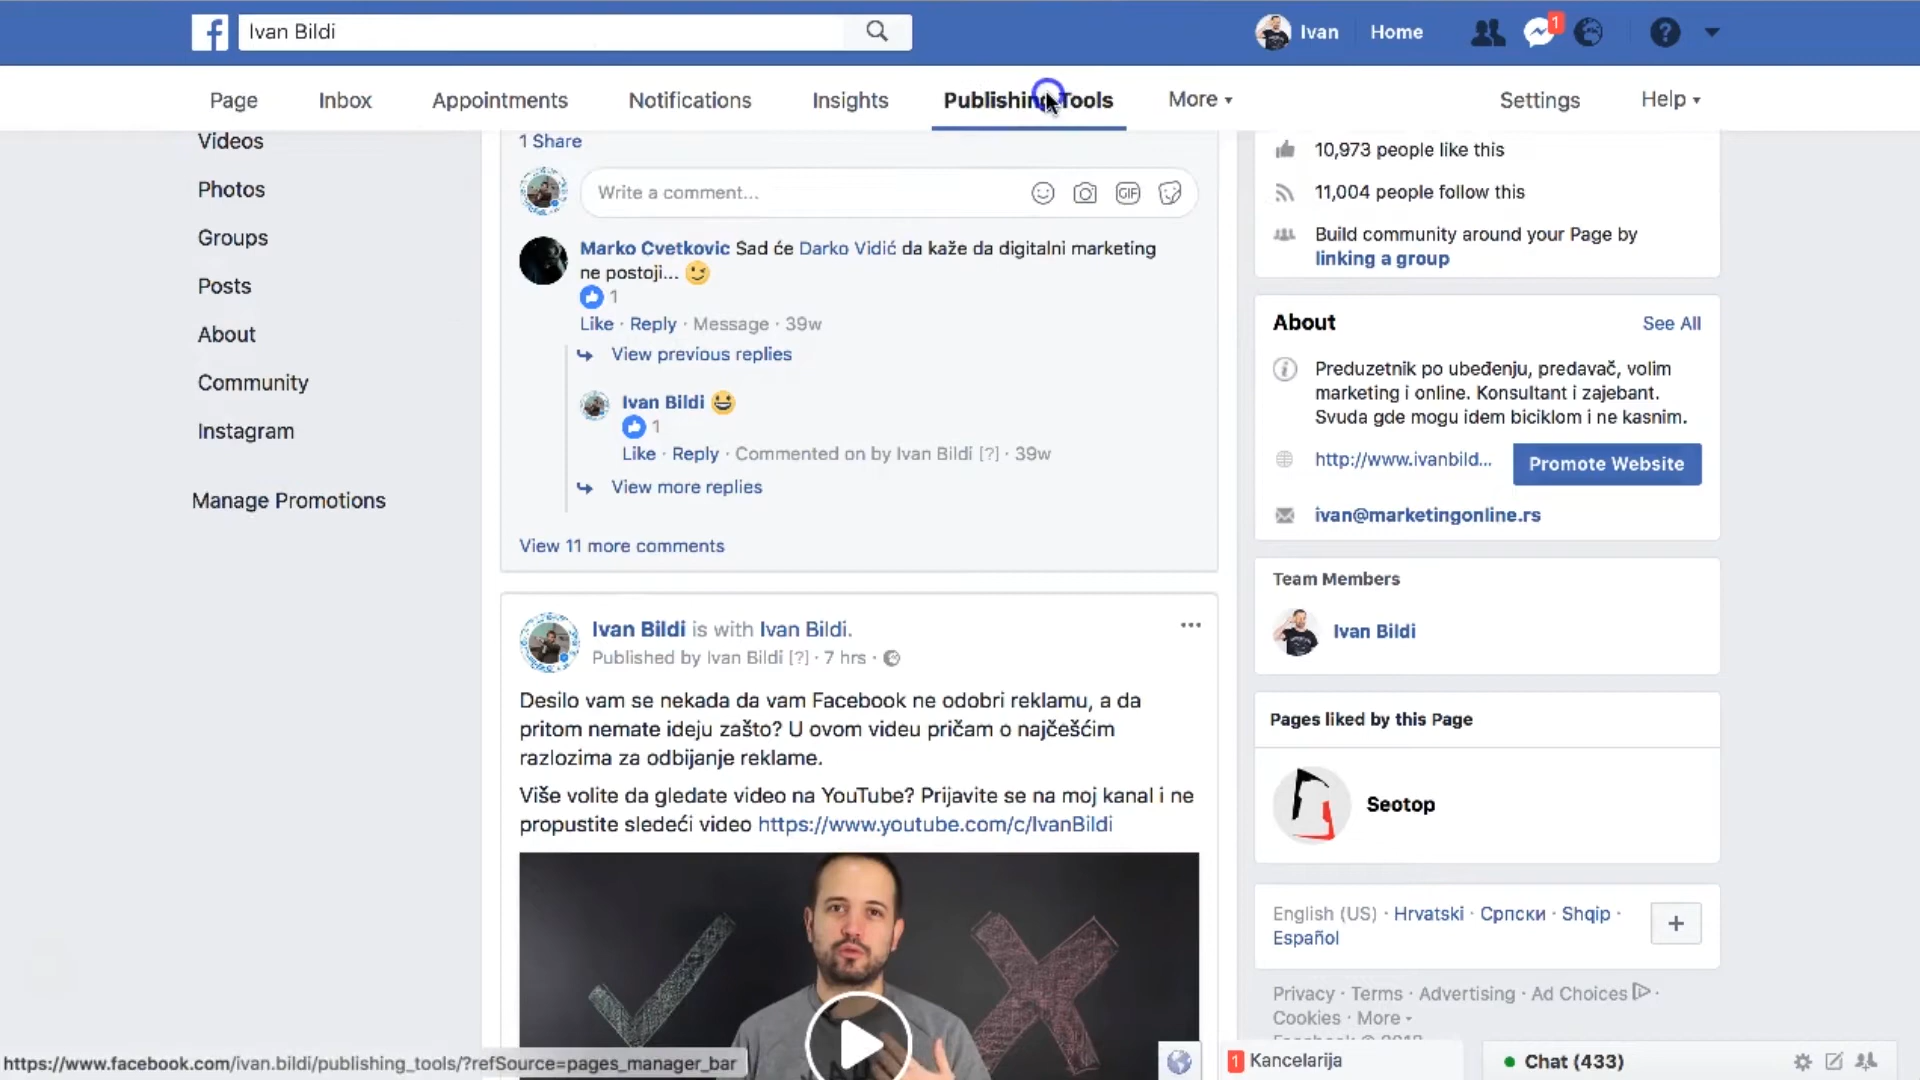 Ivan Bildi
Ivan
Home
1
Page
Inbox
Appointments
Notifications
Insights
Publishing Tools
More
Settings
Help
Videos
Photos
Groups
Posts
About
Community
Instagram
Manage Promotions
1 Share
Write a comment...
GIF
Marko Cvetkovic Sad će Darko Vidić da kaže da digitalni marketing
ne postoji... 😉
1
Like · Reply · Message · 39w
View previous replies
Ivan Bildi 😃
1
Like · Reply · Commented on by Ivan Bildi [?] · 39w
View more replies
View 11 more comments
Ivan Bildi is with Ivan Bildi.
Published by Ivan Bildi [?] · 7 hrs ·
Desilo vam se nekada da vam Facebook ne odobri reklamu, a da
pritom nemate ideju zašto? U ovom videu pričam o najčešćim
razlozima za odbijanje reklame.
Više volite da gledate video na YouTube? Prijavite se na moj kanal i ne
propustite sledeći video https://www.youtube.com/c/IvanBildi
10,973 people like this
11,004 people follow this
Build community around your Page by
linking a group
About
See All
Preduzetnik po ubeđenju, predavač, volim
marketing i online. Konsultant i zajebant.
Svuda gde mogu idem biciklom i ne kasnim.
http://www.ivanbild...
Promote Website
ivan@marketingonline.rs
Team Members
Ivan Bildi
Pages liked by this Page
Seotop
English (US) · Hrvatski · Српски · Shqip ·
Español
Privacy · Terms · Advertising · Ad Choices ·
Cookies · More
https://www.facebook.com/ivan.bildi/publishing_tools/?refSource=pages_manager_bar
1 Kancelarija
Chat (433)